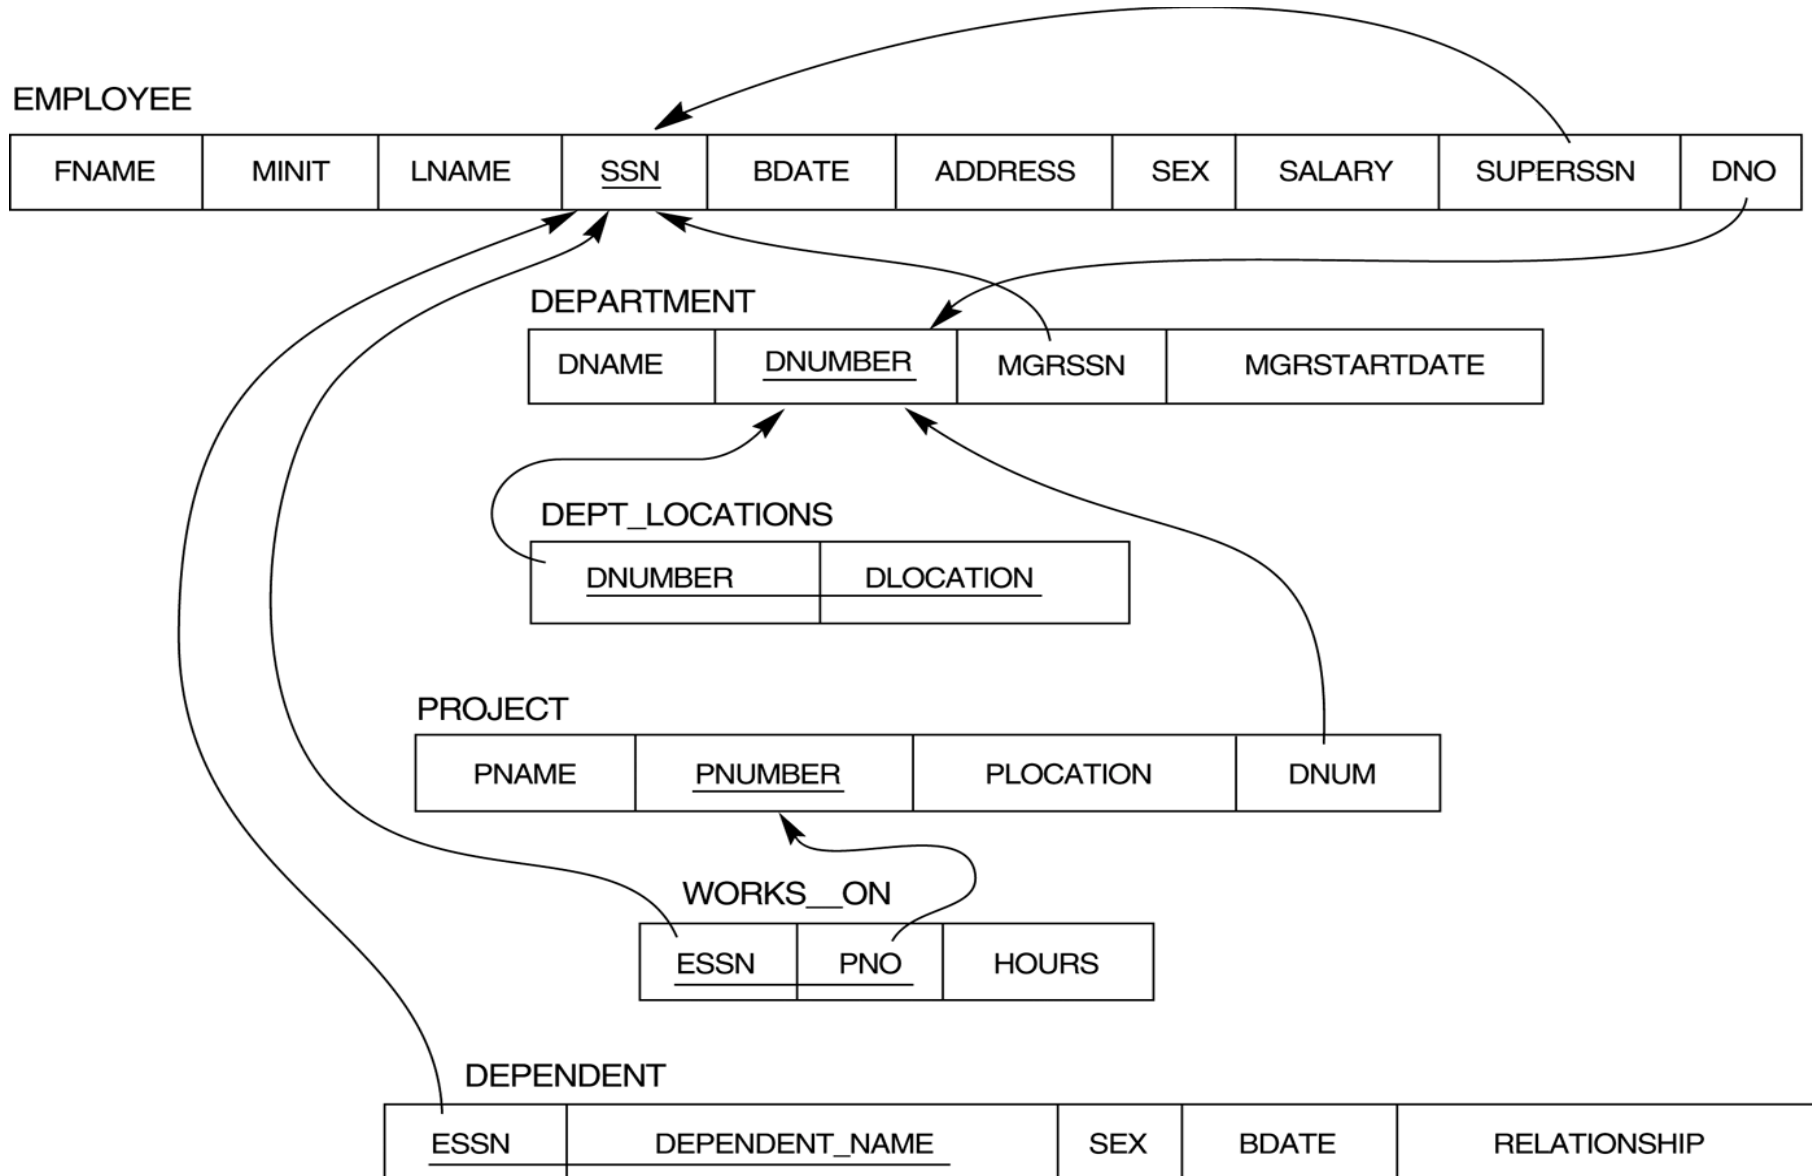 EMPLOYEE
FNAME MINIT LNAME SSN BDATE ADDRESS SEX SALARY SUPERSSN DNO
DEPARTMENT
DNAME DNUMBER MGRSSN MGRSTARTDATE
DEPT_LOCATIONS
DNUMBER DLOCATION
PROJECT
PNAME PNUMBER PLOCATION DNUM
WORKS__ON
ESSN PNO HOURS
DEPENDENT
ESSN DEPENDENT_NAME SEX BDATE RELATIONSHIP